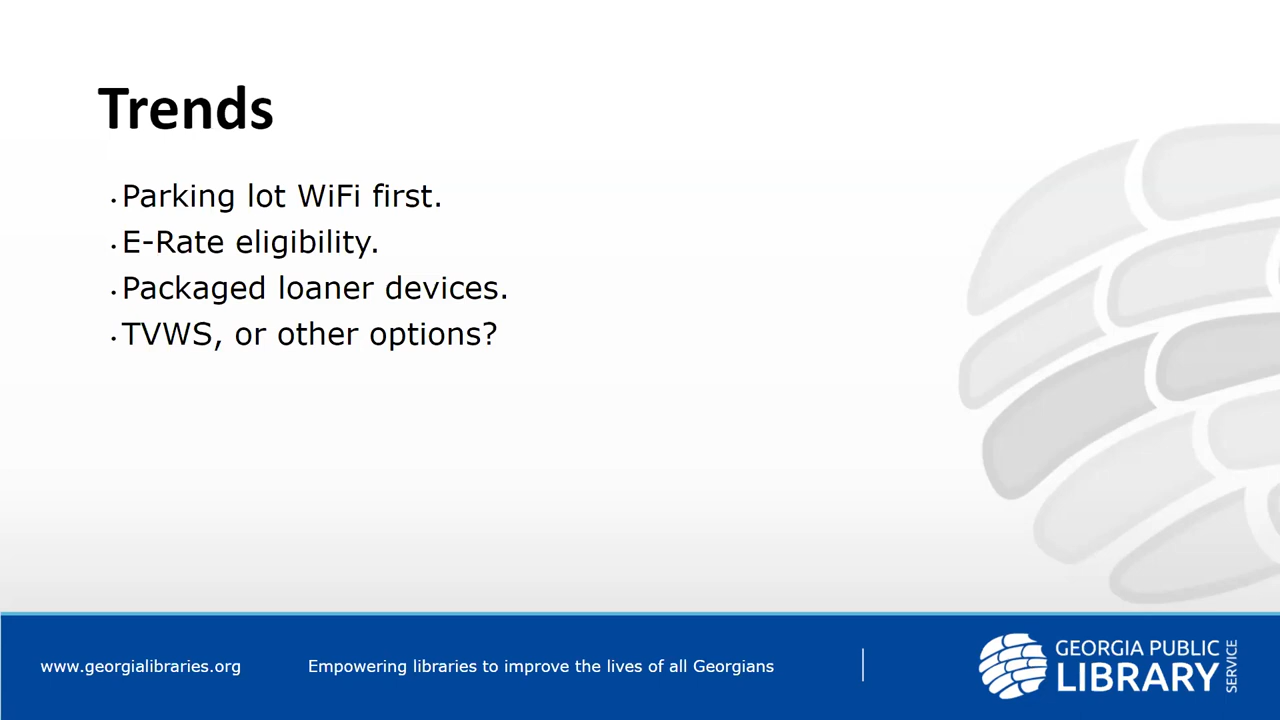 Trends
• Parking lot WiFi first.
• E-Rate eligibility.
• Packaged loaner devices.
• TVWS, or other options?
www.georgialibraries.org
Empowering libraries to improve the lives of all Georgians
GEORGIA PUBLIC
LIBRARY
SERVICE